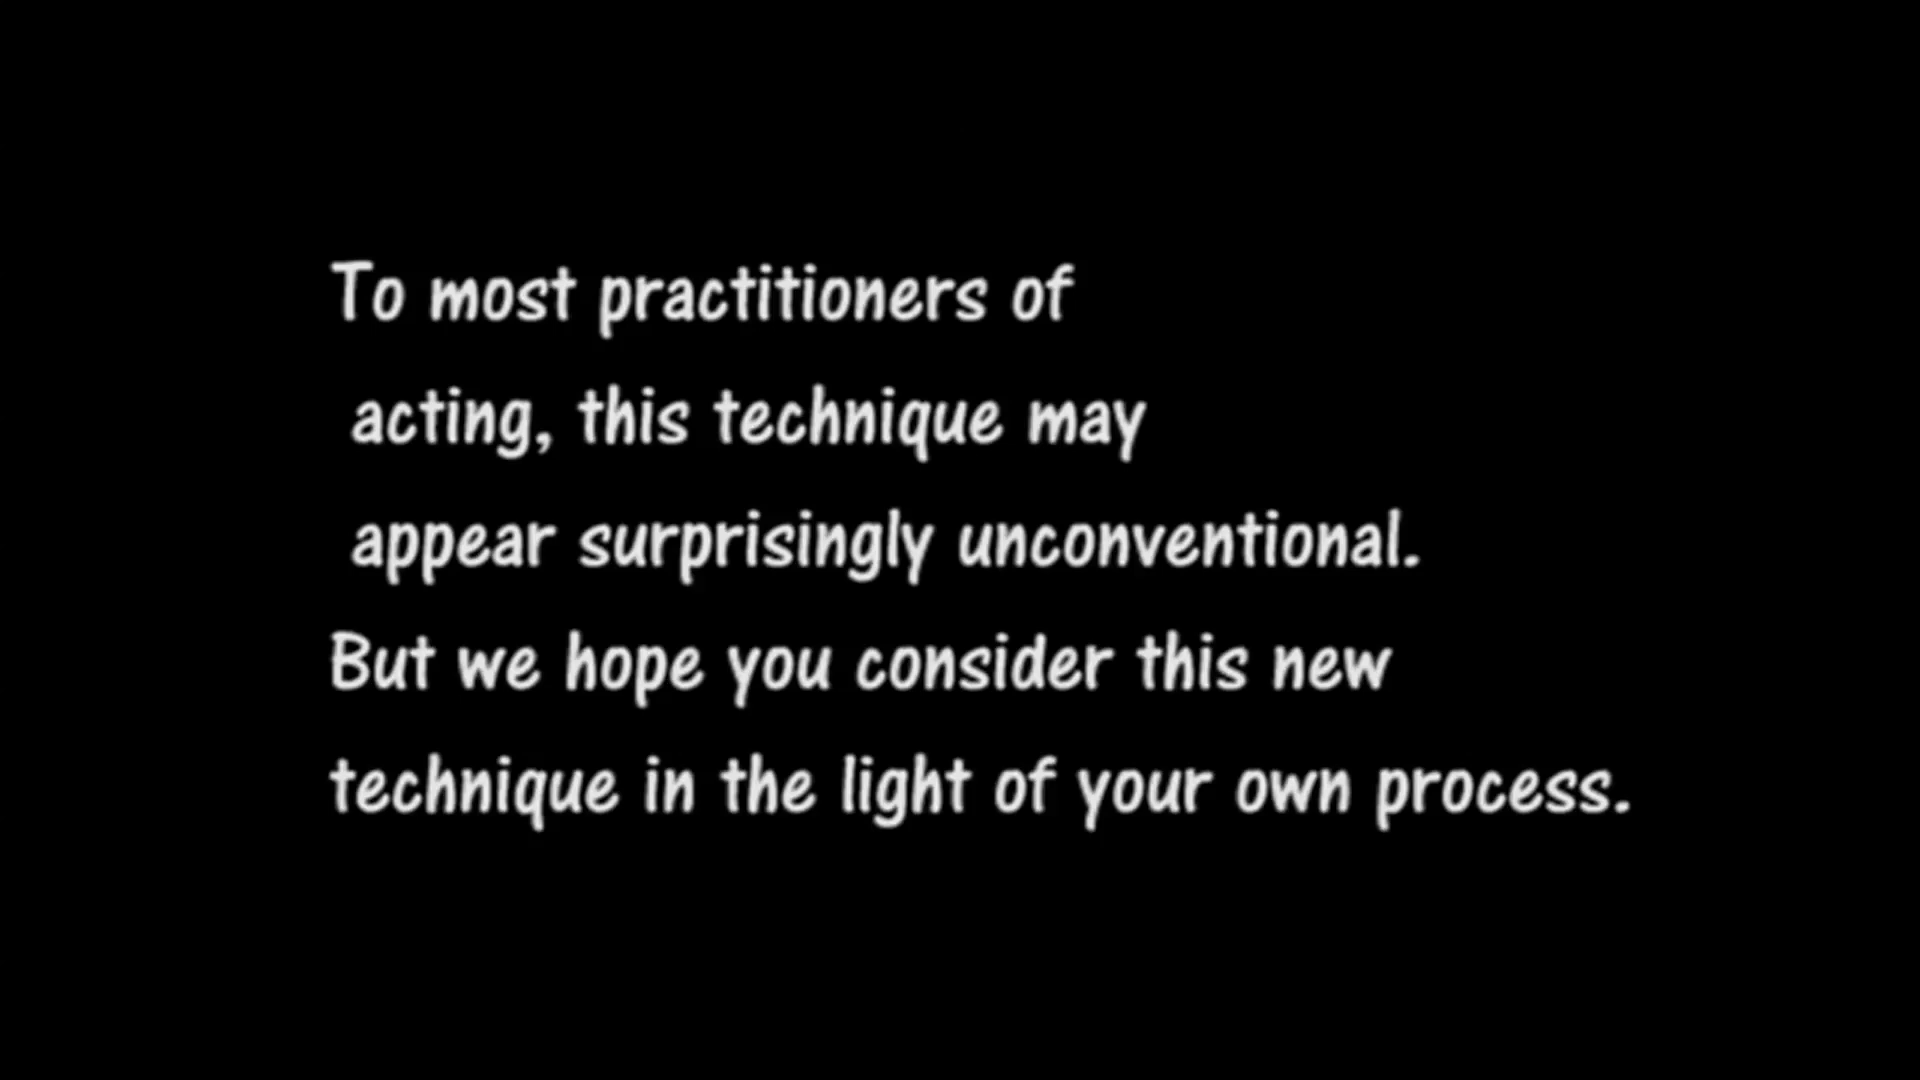 To most practitioners of
acting, this technique may
appear surprisingly unconventional.
But we hope you consider this new
technique in the light of your own process.